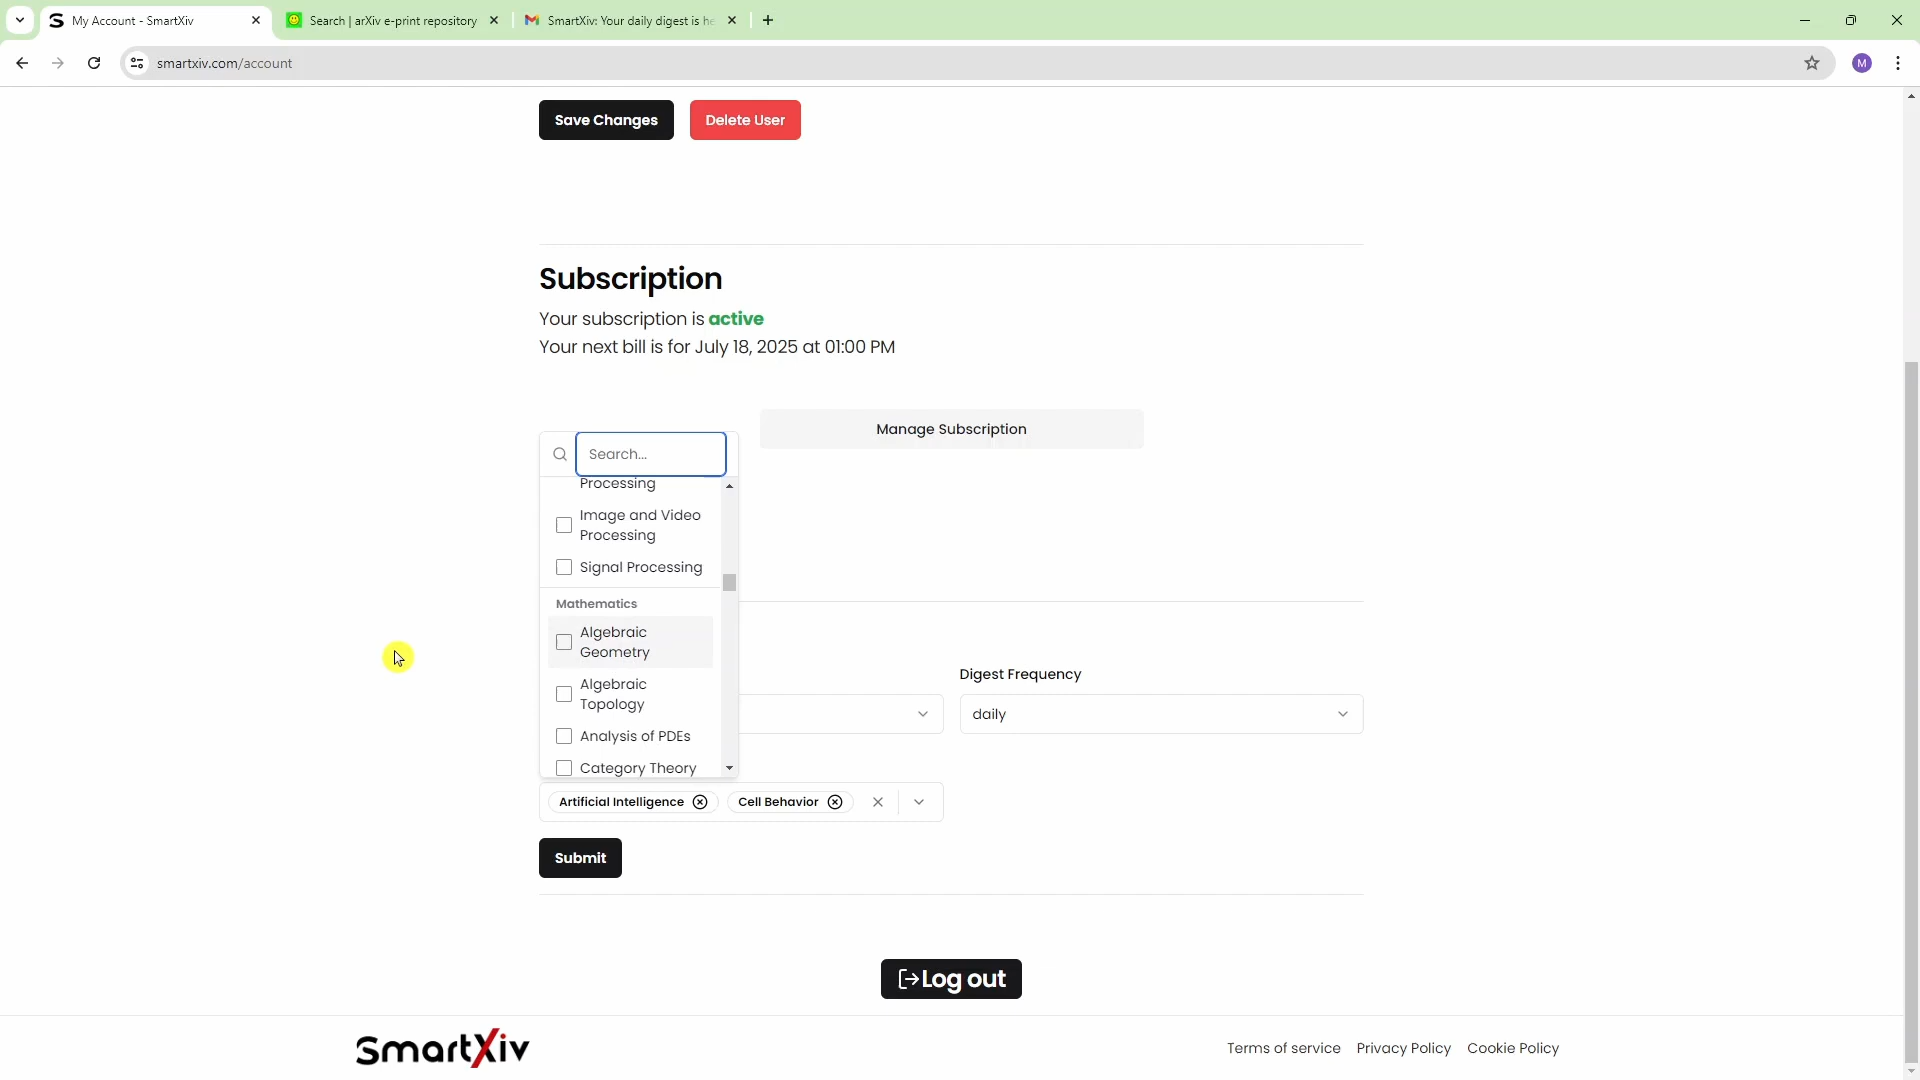 My Account - SmartXiv
Search | arXiv e-print repository
SmartXiv: Your daily digest is he
smartxiv.com/account
M
Save Changes
Delete User
Subscription
Your subscription is active
Your next bill is for July 18, 2025 at 01:00 PM
Manage Subscription
Search...
Processing
Image and Video
Processing
Signal Processing
Mathematics
Algebraic
Geometry
Algebraic
Topology
Analysis of PDEs
Category Theory
Digest Frequency
daily
Artificial Intelligence
Cell Behavior
Submit
Log out
SmartXiv
Terms of service
Privacy Policy
Cookie Policy